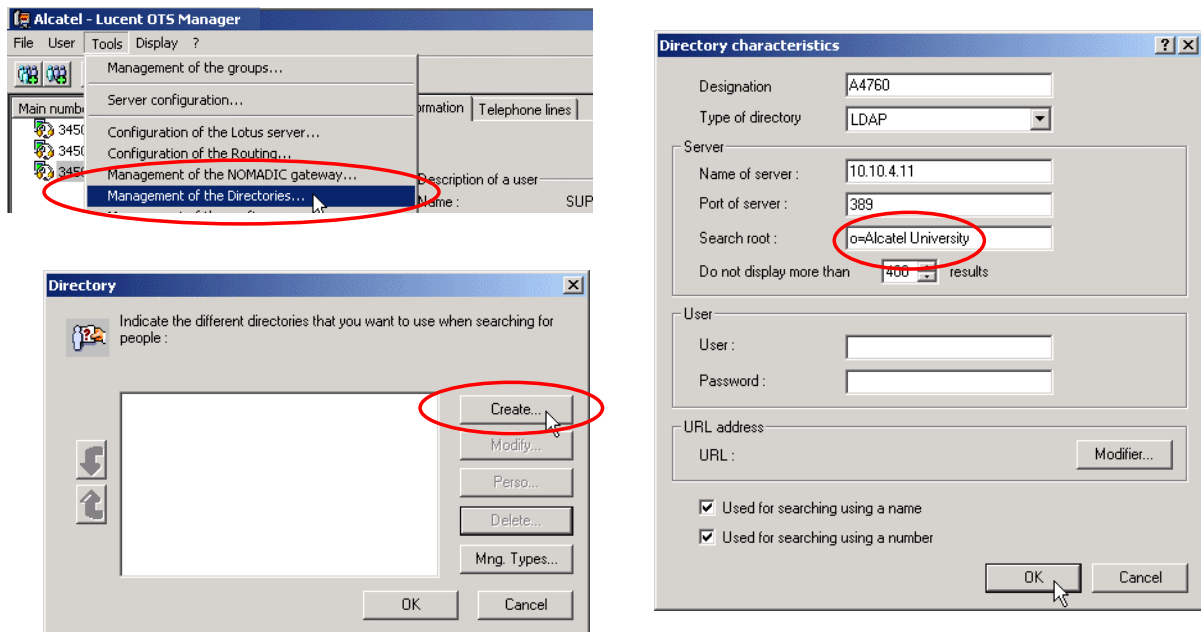 Alcatel - Lucent OTS Manager
File User Tools Display ?
Management of the groups...
Server configuration...
Main numb
ormation Telephone lines
3450
Configuration of the Lotus server...
3450
Configuration of the Routing...
3450
Management of the NOMADIC gateway...
Description of a user
Management of the Directories...
Name : SUP
Directory
Indicate the different directories that you want to use when searching for
people :
Create...
Modify...
Perso...
Delete...
Mng. Types...
OK Cancel
Directory characteristics
Designation A4760
Type of directory LDAP
Server
Name of server : 10.10.4.11
Port of server : 389
Search root : o=Alcatel University
Do not display more than 400 results
User
User :
Password :
URL address
URL : Modifier...
Used for searching using a name
Used for searching using a number
OK Cancel